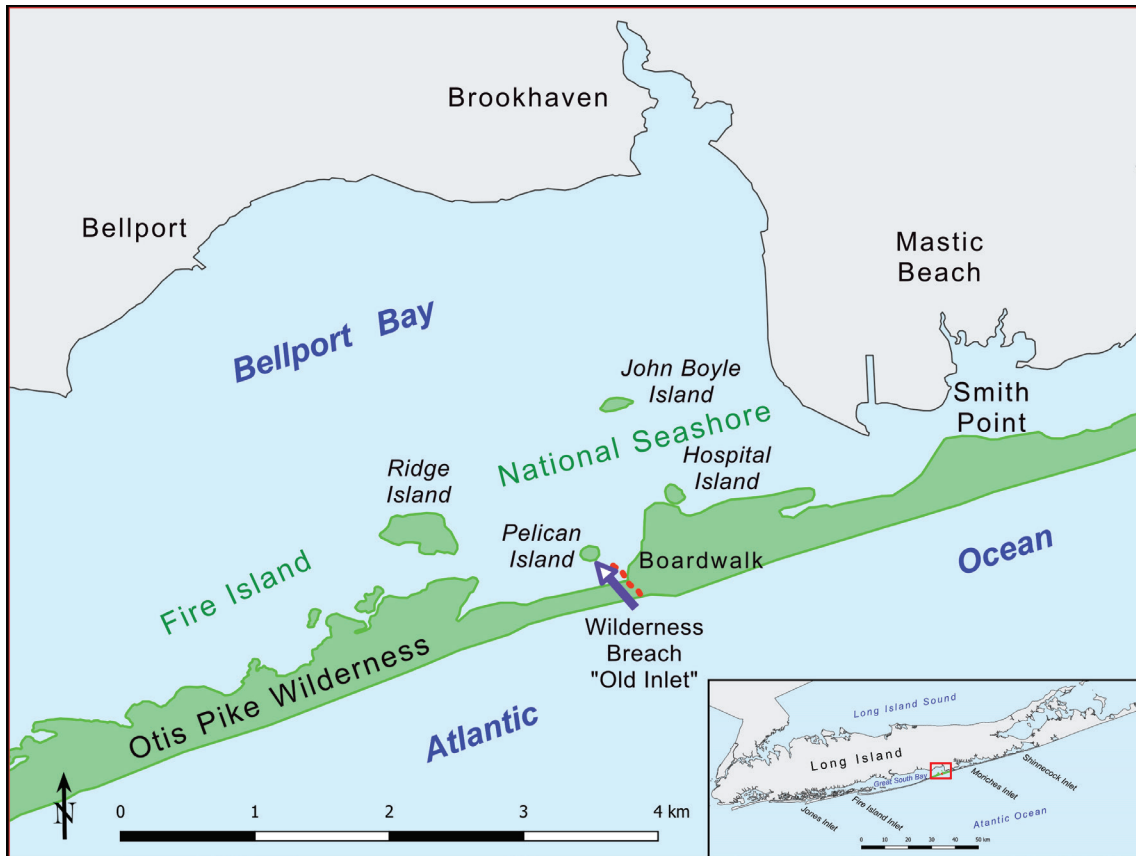 Brookhaven
Bellport
Mastic
Beach
Bellport Bay
John Boyle
Island
Smith
Point
National Seashore
Ridge
Island
Hospital
Island
Pelican
Island
Boardwalk
Ocean
Fire Island
Wilderness
Breach
"Old Inlet"
Otis Pike Wilderness
Atlantic
N
0 1 2 3 4 km
Long Island Sound
Long Island
Great South Bay
Shinnecock Inlet
Moriches Inlet
Fire Island Inlet
Jones Inlet
Atantic Ocean
0 10 20 30 40 50 km